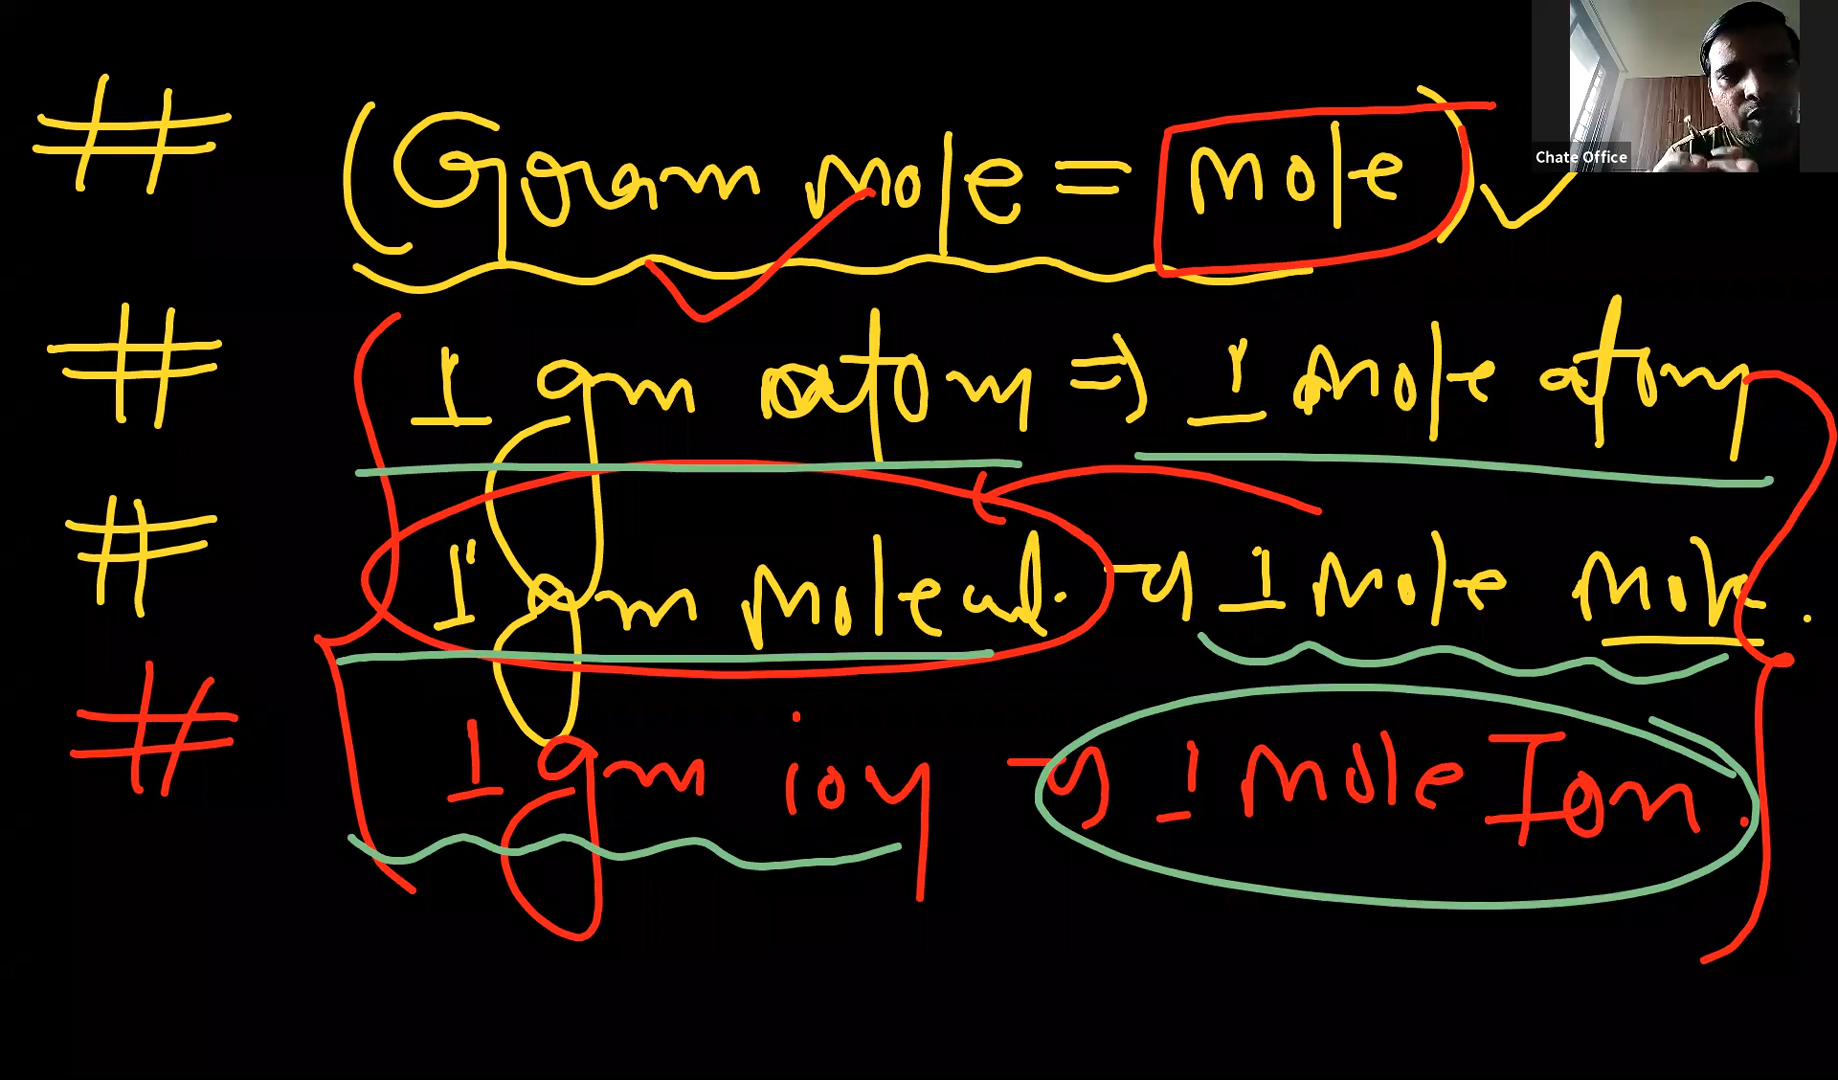 Chate Office
# (Gram mole = mole)
# 1 gm atom ⇒ 1 mole atom
# 1 gm molecul. → 1 mole mole.
# 1 gm ion → 1 mole Ion.